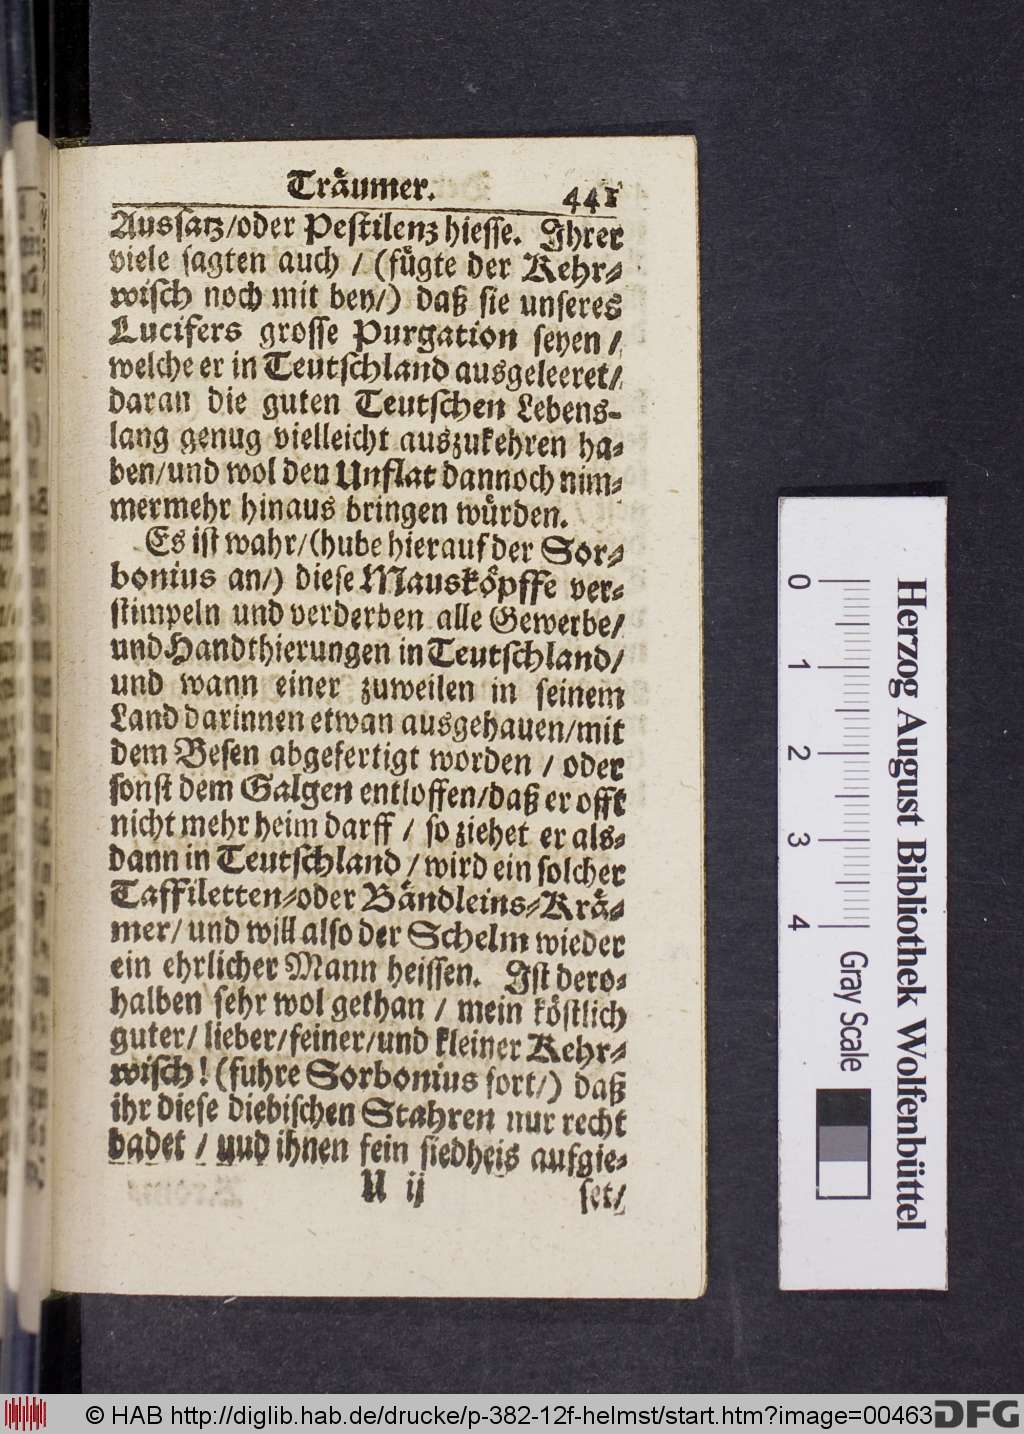 Träumer. 441
Aussatz/oder Pestilenz hiesse. Ihrer
viele sagten auch / (fügte der Kehr-
wisch noch mit bey/) daß sie unseres
Lucifers grosse Purgation seyen /
welche er in Teutschland ausgeleeret/
daran die guten Teutschen Lebens-
lang genug vielleicht auszukehren ha-
ben/und wol den Unflat dannoch nim-
mermehr hinaus bringen würden.
Es ist wahr/(hube hierauf der Sor-
bonius an/) diese Mausköpffe ver-
stimpeln und verderben alle Gewerbe/
und Handthierungen in Teutschland/
und wann einer zuweilen in seinem
Land darinnen etwan ausgehauen/mit
dem Besen abgefertigt worden / oder
sonst dem Galgen entloffen/daß er offt
nicht mehr heim darff / so ziehet er als-
dann in Teutschland / wird ein solcher
Taffiletten-oder Bändleins-Krä-
mer/ und will also der Schelm wieder
ein ehrlicher Mann heissen. Ist dero-
halben sehr wol gethan / mein köstlich
guter/ lieber/feiner/und kleiner Kehr-
wisch! (fuhre Sorbonius fort/) daß
ihr diese diebischen Stahren nur recht
badet / uud ihnen fein siedheis aufgie-
U ij set/
Herzog August Bibliothek Wolfenbüttel
0 1 2 3 4 Gray Scale
© HAB http://diglib.hab.de/drucke/p-382-12f-helmst/start.htm?image=00463 DFG